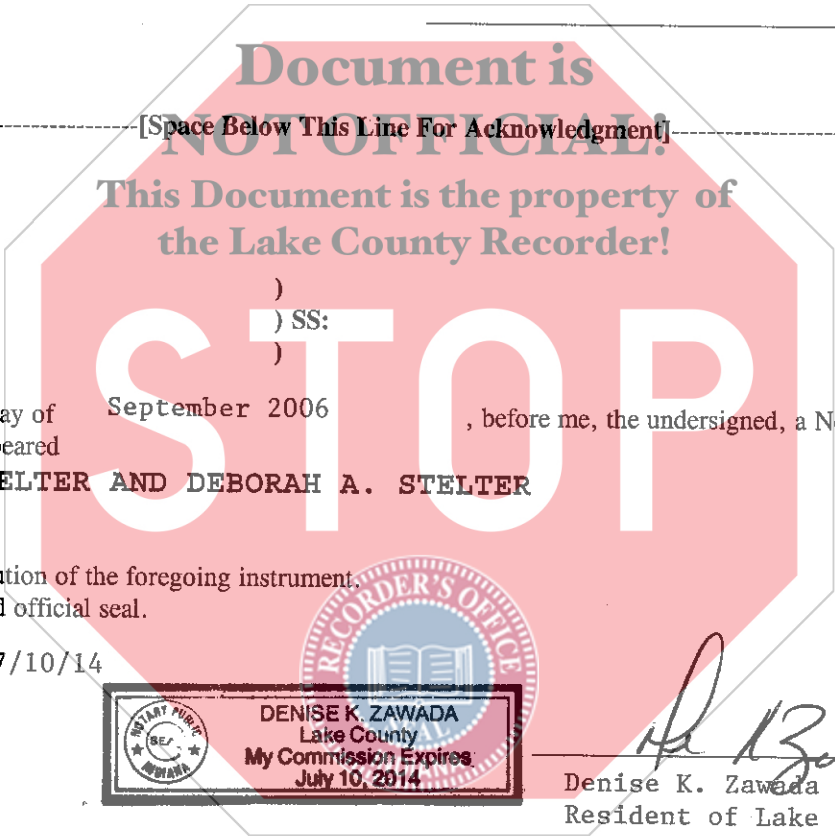 Document is
[Space Below This Line For Acknowledgment]
NOT OFFICIAL!
This Document is the property of
the Lake County Recorder!
)
) SS:
)
STOP
ay of September 2006 , before me, the undersigned, a N
eared
ELTER AND DEBORAH A. STELTER
tion of the foregoing instrument.
l official seal.
7/10/14
RECORDER'S OFFICE
SEAL
NOTARY PUBLIC
SEAL
INDIANA
DENISE K. ZAWADA
Lake County
My Commission Expires
July 10, 2014
Denise K. Zawada
Resident of Lake